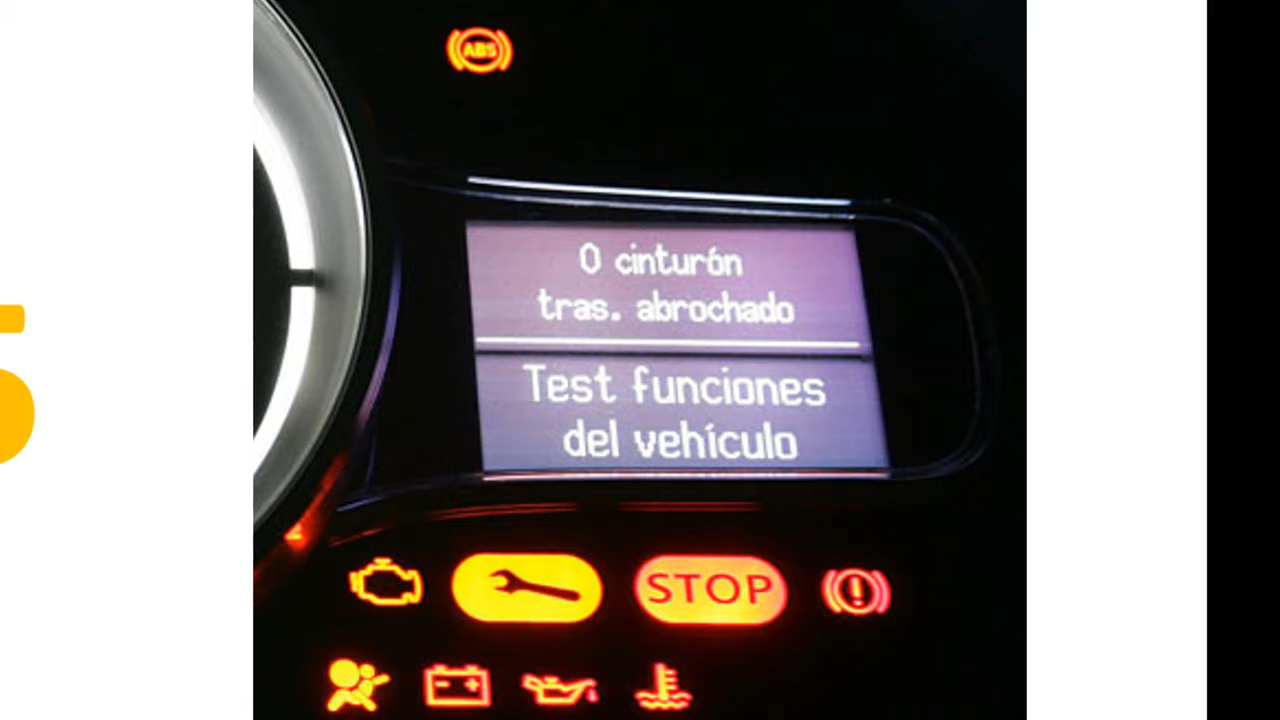 ABS
0 cinturón
tras. abrochado
Test funciones
del vehículo
STOP